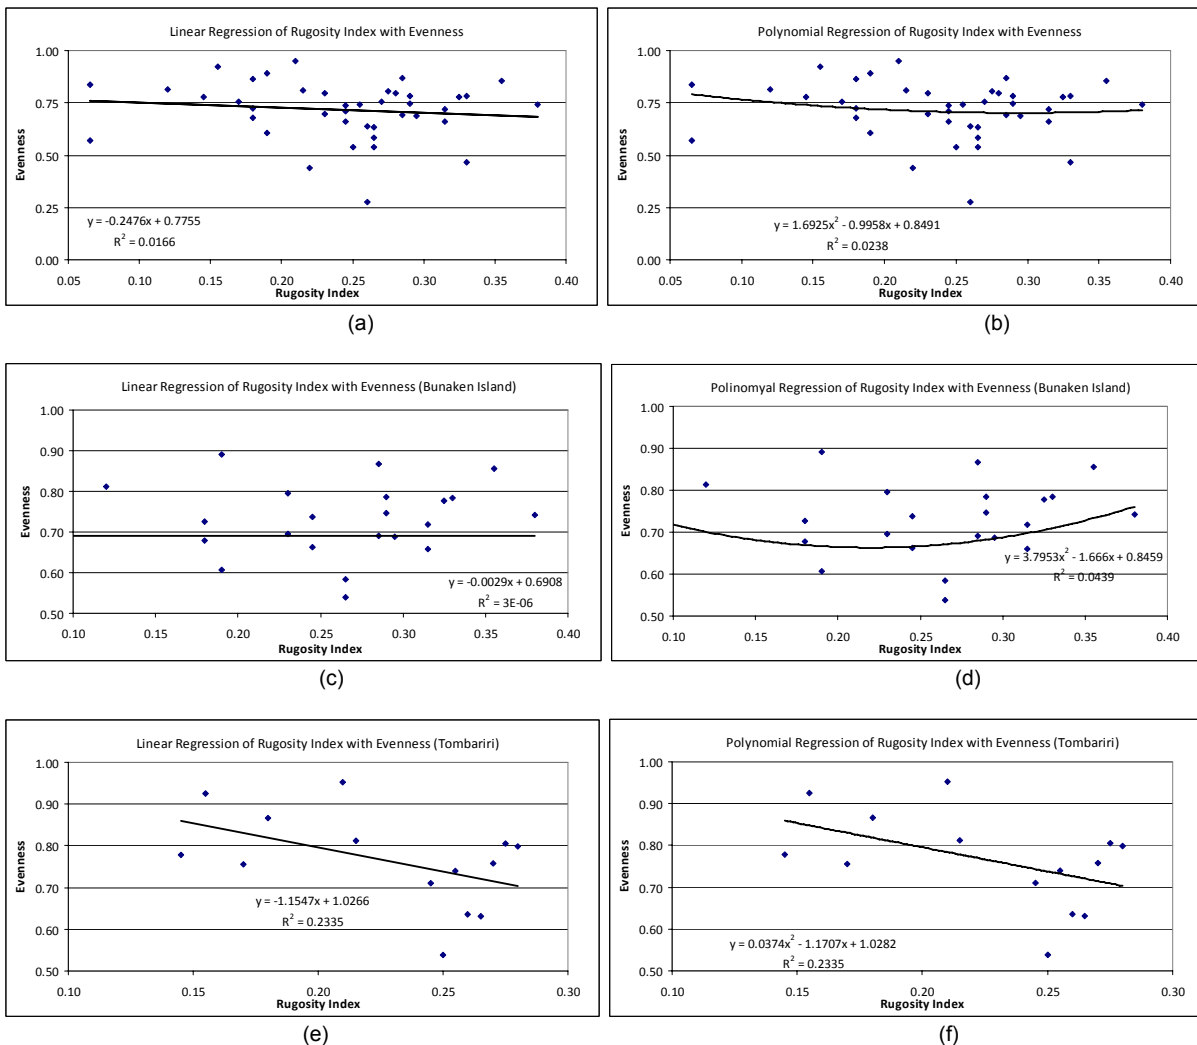 Linear Regression of Rugosity Index with Evenness
1.00
0.75
0.50
0.25
0.00
Evenness
y = -0.2476x + 0.7755
R² = 0.0166
0.05 0.10 0.15 0.20 0.25 0.30 0.35 0.40
Rugosity Index
(a)
Polynomial Regression of Rugosity Index with Evenness
1.00
0.75
0.50
0.25
0.00
Evenness
y = 1.6925x² - 0.9958x + 0.8491
R² = 0.0238
0.05 0.10 0.15 0.20 0.25 0.30 0.35 0.40
Rugosity Index
(b)
Linear Regression of Rugosity Index with Evenness (Bunaken Island)
1.00
0.90
0.80
0.70
0.60
0.50
Evenness
y = -0.0029x + 0.6908
R² = 3E-06
0.10 0.20 0.30 0.40
Rugosity Index
(c)
Polinomyal Regression of Rugosity Index with Evenness (Bunaken Island)
1.00
0.90
0.80
0.70
0.60
0.50
Evenness
y = 3.7953x² - 1.666x + 0.8459
R² = 0.0439
0.10 0.20 0.30 0.40
Rugosity Index
(d)
Linear Regression of Rugosity Index with Evenness (Tombariri)
1.00
0.90
0.80
0.70
0.60
0.50
Evenness
y = -1.1547x + 1.0266
R² = 0.2335
0.10 0.15 0.20 0.25 0.30
Rugosity Index
(e)
Polynomial Regression of Rugosity Index with Evenness (Tombariri)
1.00
0.90
0.80
0.70
0.60
0.50
Evenness
y = 0.0374x² - 1.1707x + 1.0282
R² = 0.2335
0.10 0.15 0.20 0.25 0.30
Rugosity Index
(f)